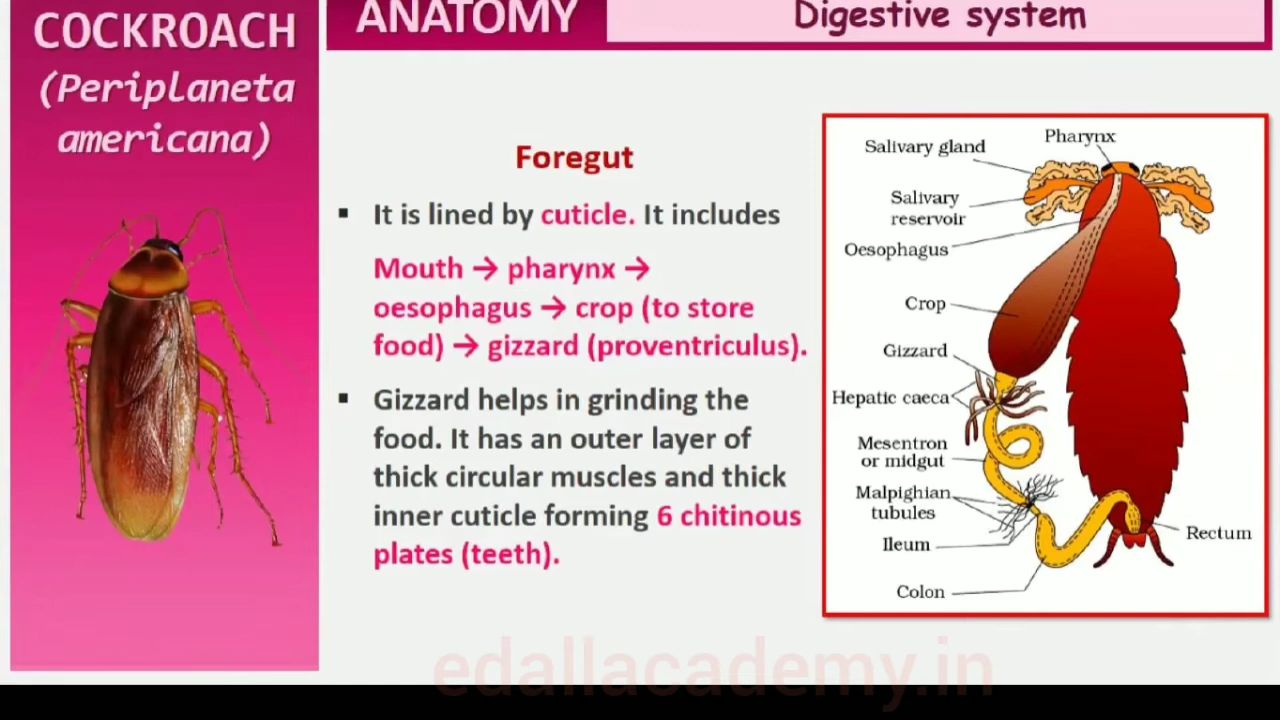 COCKROACH
(Periplaneta
americana)
ANATOMY
Digestive system
Foregut
▪ It is lined by cuticle. It includes
Mouth → pharynx →
oesophagus → crop (to store
food) → gizzard (proventriculus).
▪ Gizzard helps in grinding the
food. It has an outer layer of
thick circular muscles and thick
inner cuticle forming 6 chitinous
plates (teeth).
Pharynx
Salivary gland
Salivary
reservoir
Oesophagus
Crop
Gizzard
Hepatic caeca
Mesentron
or midgut
Malpighian
tubules
Ileum
Rectum
Colon
edallacademy.in